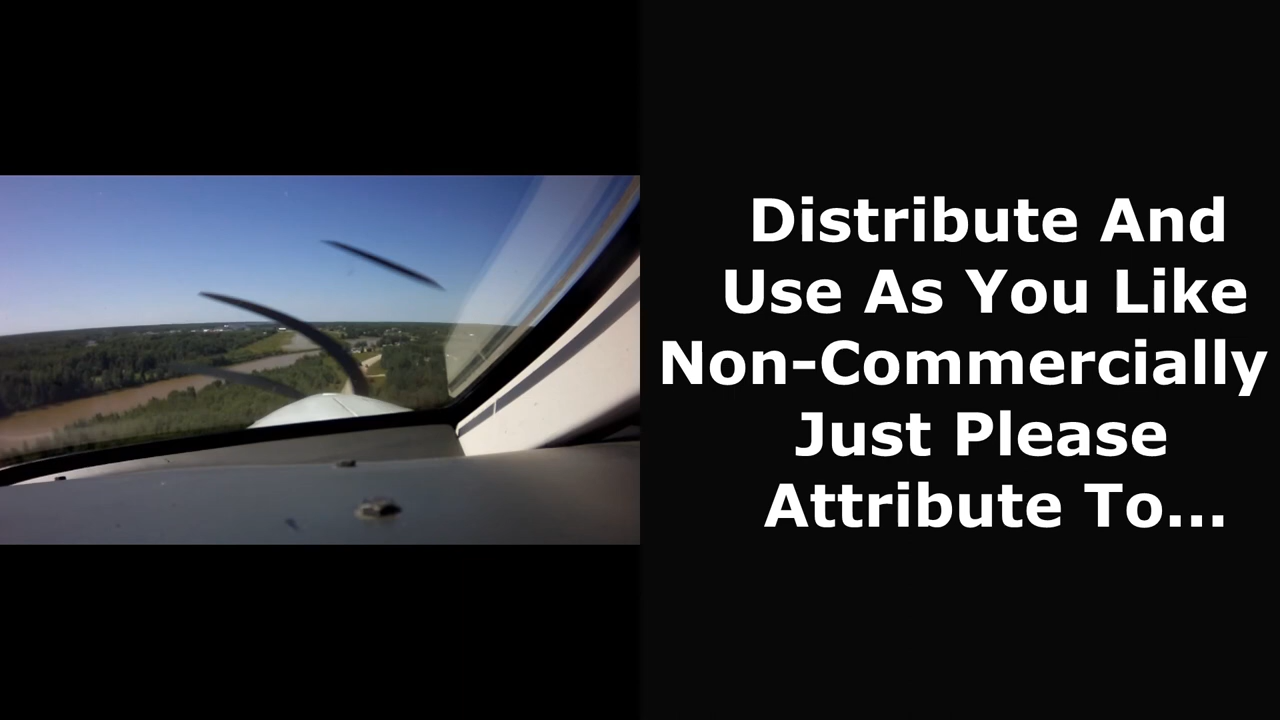 Distribute And
Use As You Like
Non-Commercially
Just Please
Attribute To...